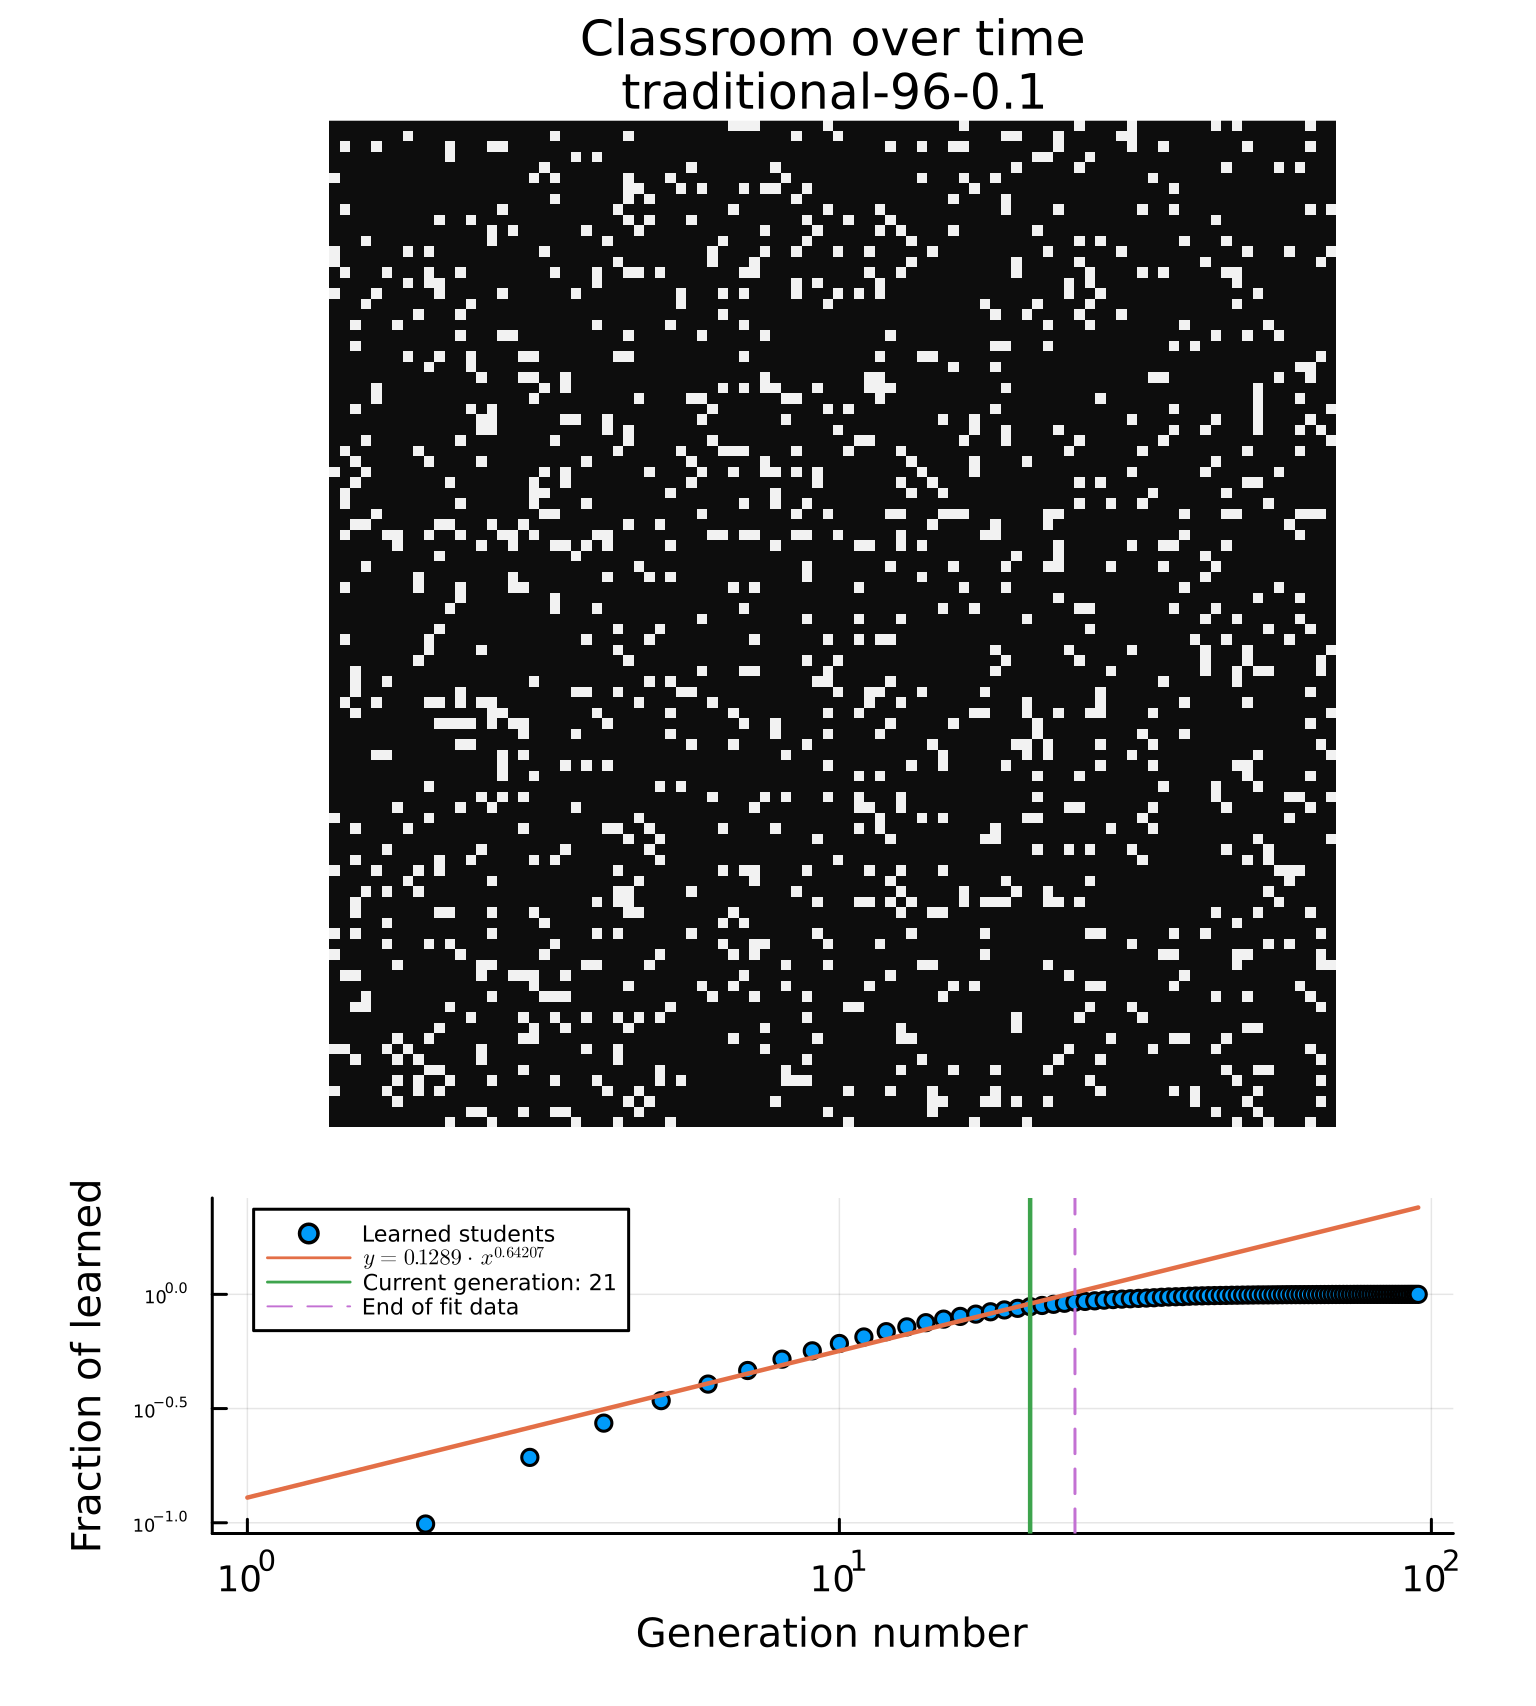 Classroom over time
traditional-96-0.1
Fraction of learned
Learned students
y = 0.1289 · x^0.64207
Current generation: 21
End of fit data
10^0.0
10^−0.5
10^−1.0
10^0 10^1 10^2
Generation number